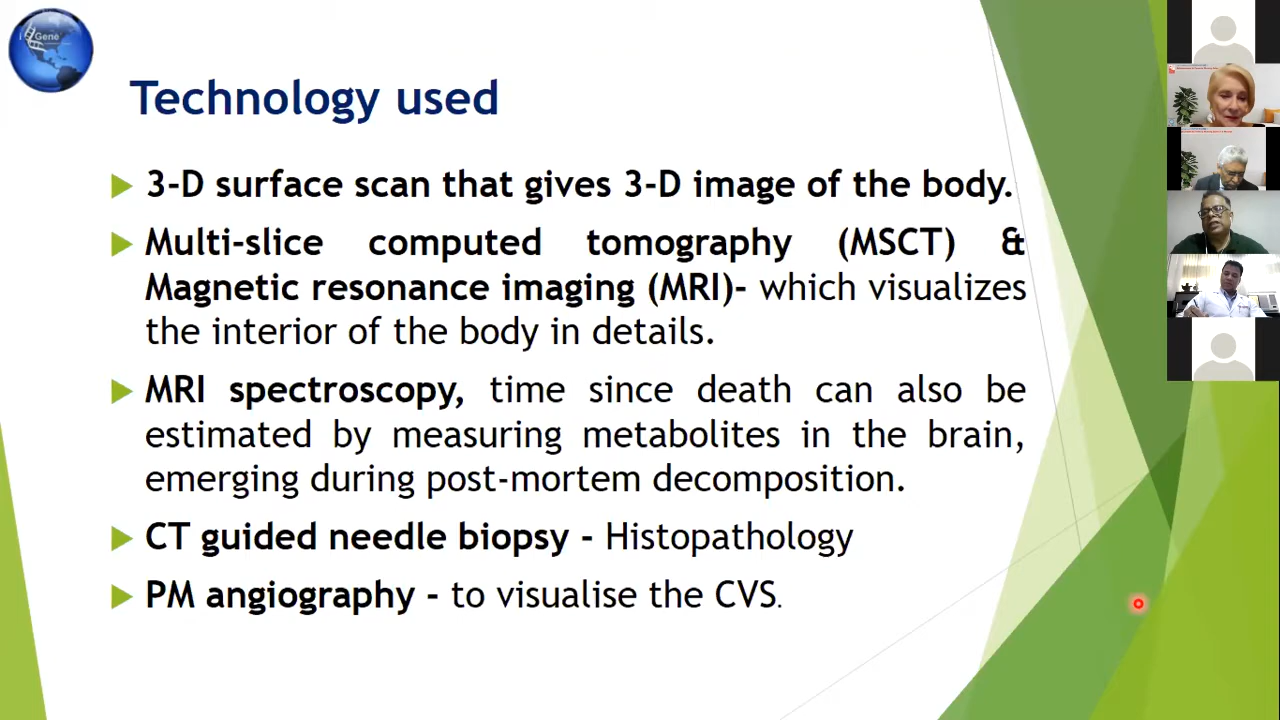 iGene
Technology used
3-D surface scan that gives 3-D image of the body.
Multi-slice computed tomography (MSCT) &
Magnetic resonance imaging (MRI)- which visualizes
the interior of the body in details.
MRI spectroscopy, time since death can also be
estimated by measuring metabolites in the brain,
emerging during post-mortem decomposition.
CT guided needle biopsy - Histopathology
PM angiography - to visualise the CVS.